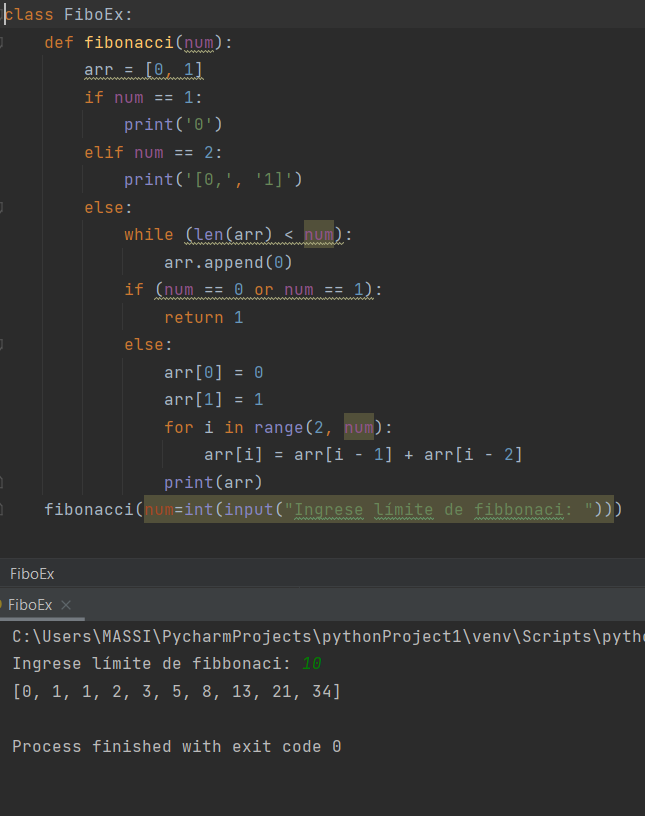 class FiboEx:
    def fibonacci(num):
        arr = [0, 1]
        if num == 1:
            print('0')
        elif num == 2:
            print('[0,', '1]')
        else:
            while (len(arr) < num):
                arr.append(0)
            if (num == 0 or num == 1):
                return 1
            else:
                arr[0] = 0
                arr[1] = 1
                for i in range(2, num):
                    arr[i] = arr[i - 1] + arr[i - 2]
                print(arr)
    fibonacci(num=int(input("Ingrese límite de fibbonaci: ")))
FiboEx
FiboEx ×
C:\Users\MASSI\PycharmProjects\pythonProject1\venv\Scripts\pytho
Ingrese límite de fibbonaci: 10
[0, 1, 1, 2, 3, 5, 8, 13, 21, 34]
Process finished with exit code 0